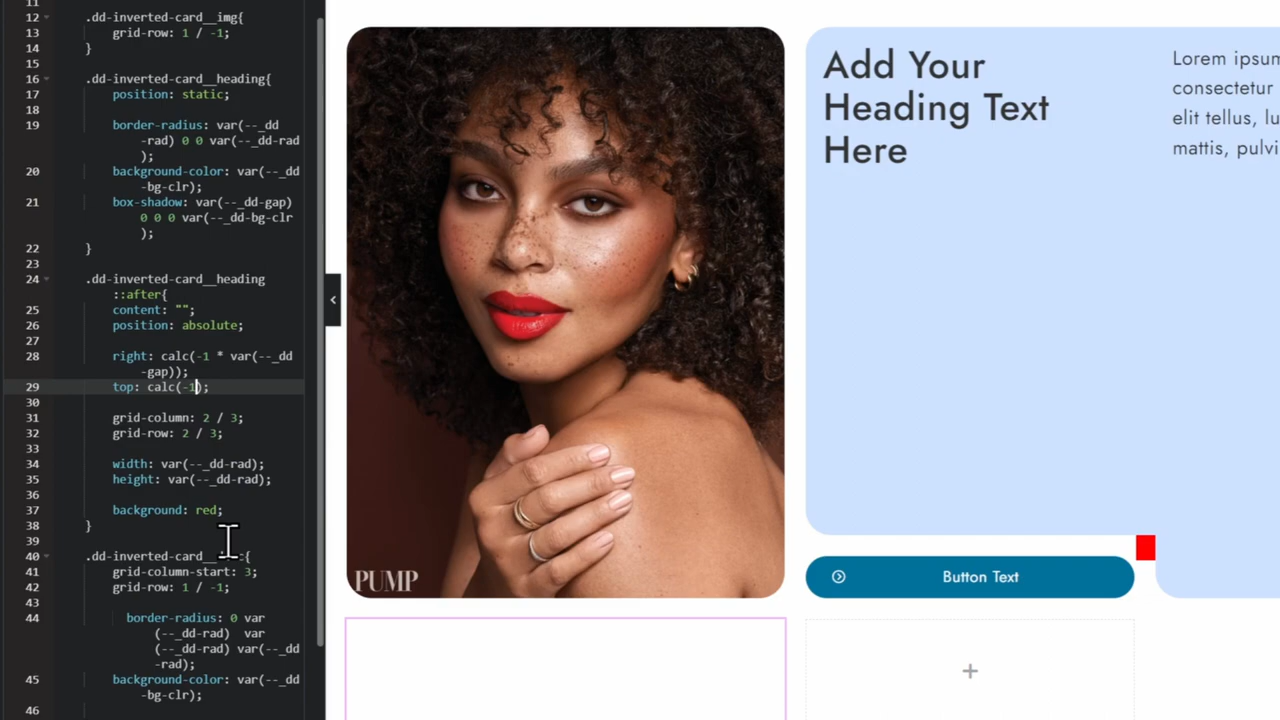 11
12 .dd-inverted-card__img{
13 grid-row: 1 / -1;
14 }
15
16 .dd-inverted-card__heading{
17 position: static;
18
19 border-radius: var(--_dd
-rad) 0 0 var(--_dd-rad
);
20 background-color: var(--_dd
-bg-clr);
21 box-shadow: var(--_dd-gap)
0 0 0 var(--_dd-bg-clr
);
22 }
23
24 .dd-inverted-card__heading
::after{
25 content: "";
26 position: absolute;
27
28 right: calc(-1 * var(--_dd
-gap));
29 top: calc(-1);
30
31 grid-column: 2 / 3;
32 grid-row: 2 / 3;
33
34 width: var(--_dd-rad);
35 height: var(--_dd-rad);
36
37 background: red;
38 }
39
40 .dd-inverted-card__
41 grid-column-start: 3;
42 grid-row: 1 / -1;
43
44 border-radius: 0 var
(--_dd-rad) var
(--_dd-rad) var(--_dd
-rad);
45 background-color: var(--_dd
-bg-clr);
46
PUMP
Add Your
Heading Text
Here
Button Text
Lorem ipsum
consectetur
elit tellus, lu
mattis, pulvi